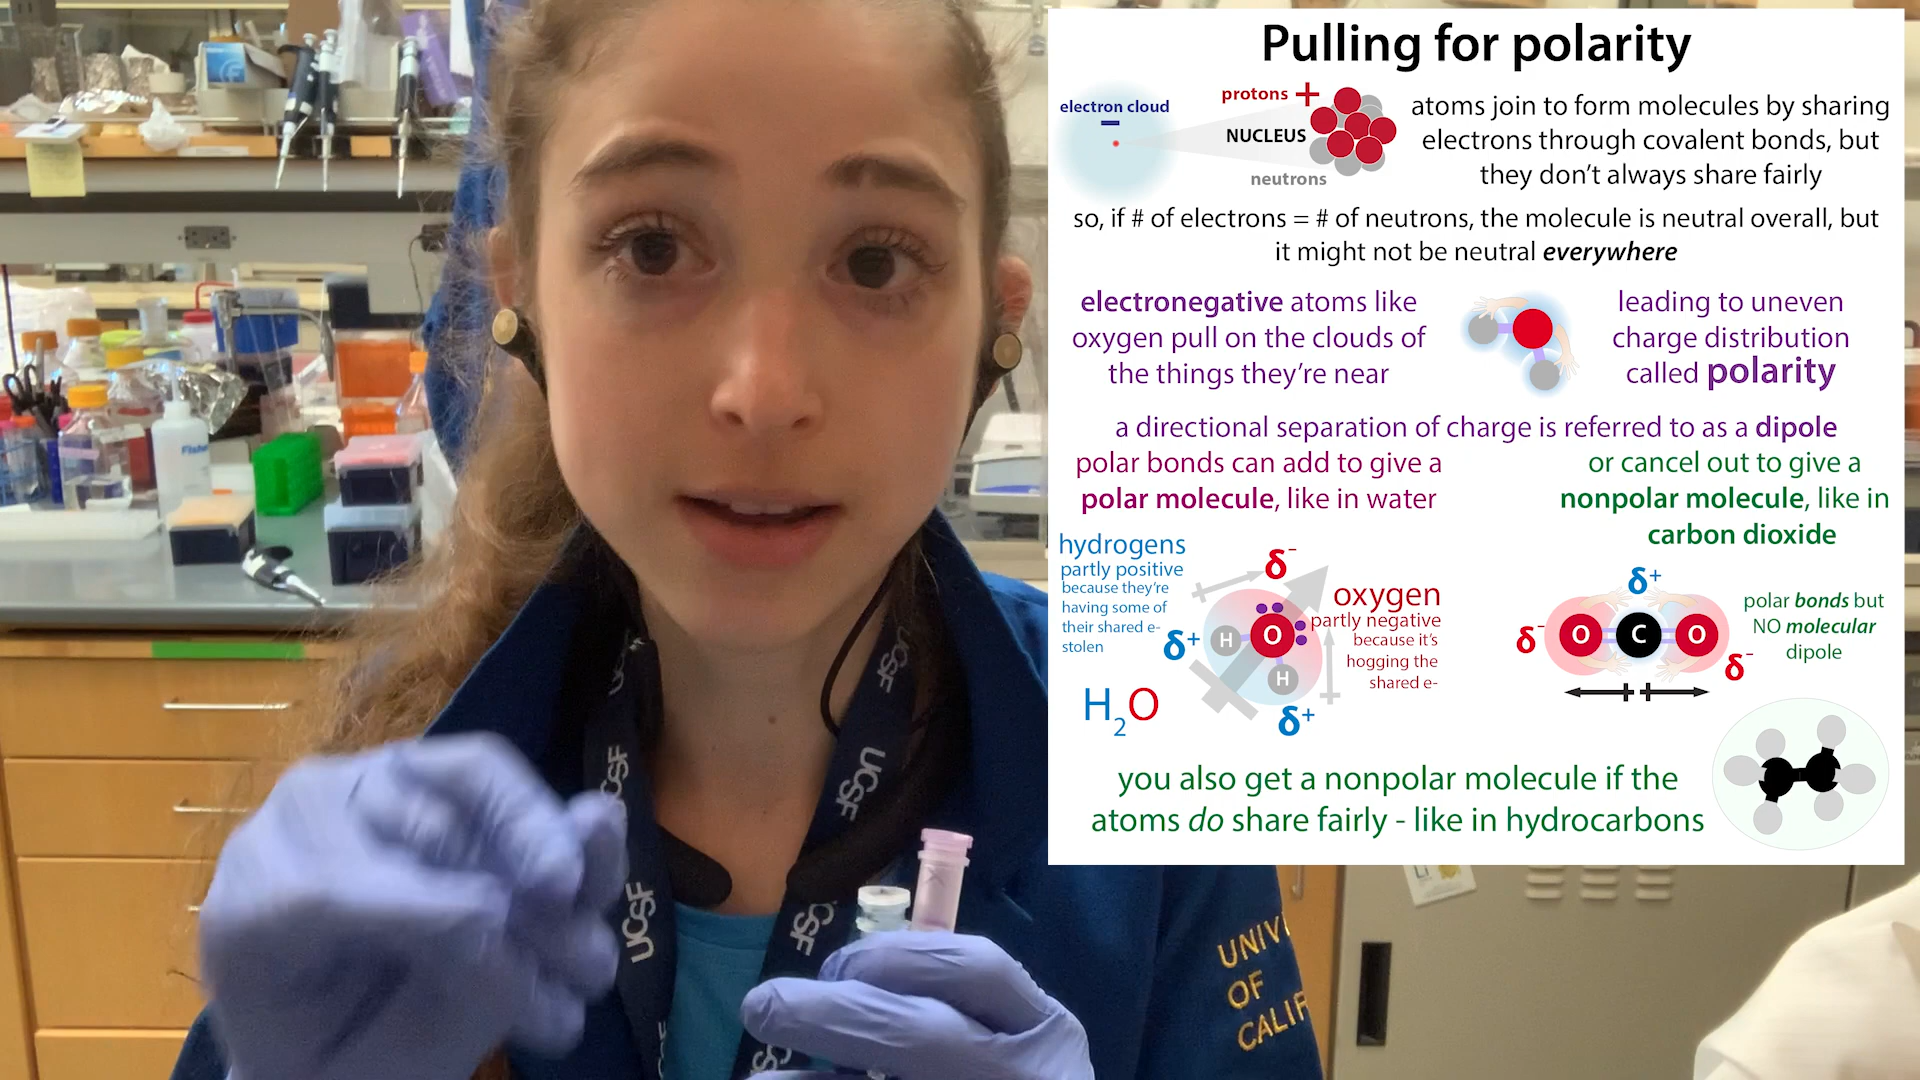 Pulling for polarity
electron cloud
protons +
NUCLEUS
neutrons
atoms join to form molecules by sharing
electrons through covalent bonds, but
they don't always share fairly
so, if # of electrons = # of neutrons, the molecule is neutral overall, but
it might not be neutral everywhere
electronegative atoms like
oxygen pull on the clouds of
the things they're near
leading to uneven
charge distribution
called polarity
a directional separation of charge is referred to as a dipole
polar bonds can add to give a
polar molecule, like in water
or cancel out to give a
nonpolar molecule, like in
carbon dioxide
hydrogens
partly positive
because they're
having some of
their shared e-
stolen
δ-
δ+
H
O
H
δ+
H2O
oxygen
partly negative
because it's
hogging the
shared e-
δ+
δ-
O
C
O
δ-
polar bonds but
NO molecular
dipole
you also get a nonpolar molecule if the
atoms do share fairly - like in hydrocarbons
UCSF
UCSF
UCSF
UCSF
UCSF
UCSF
UNIV
OF
CALIF